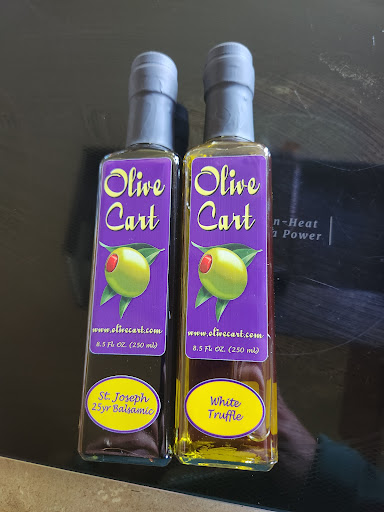 Olive
Cart
www.olivecart.com
8.5 FL OZ. (250 ml)
St. Joseph
25yr Balsamic
Olive
Cart
www.olivecart.com
8.5 FL OZ. (250 ml)
White
Truffle
n-Heat
Power